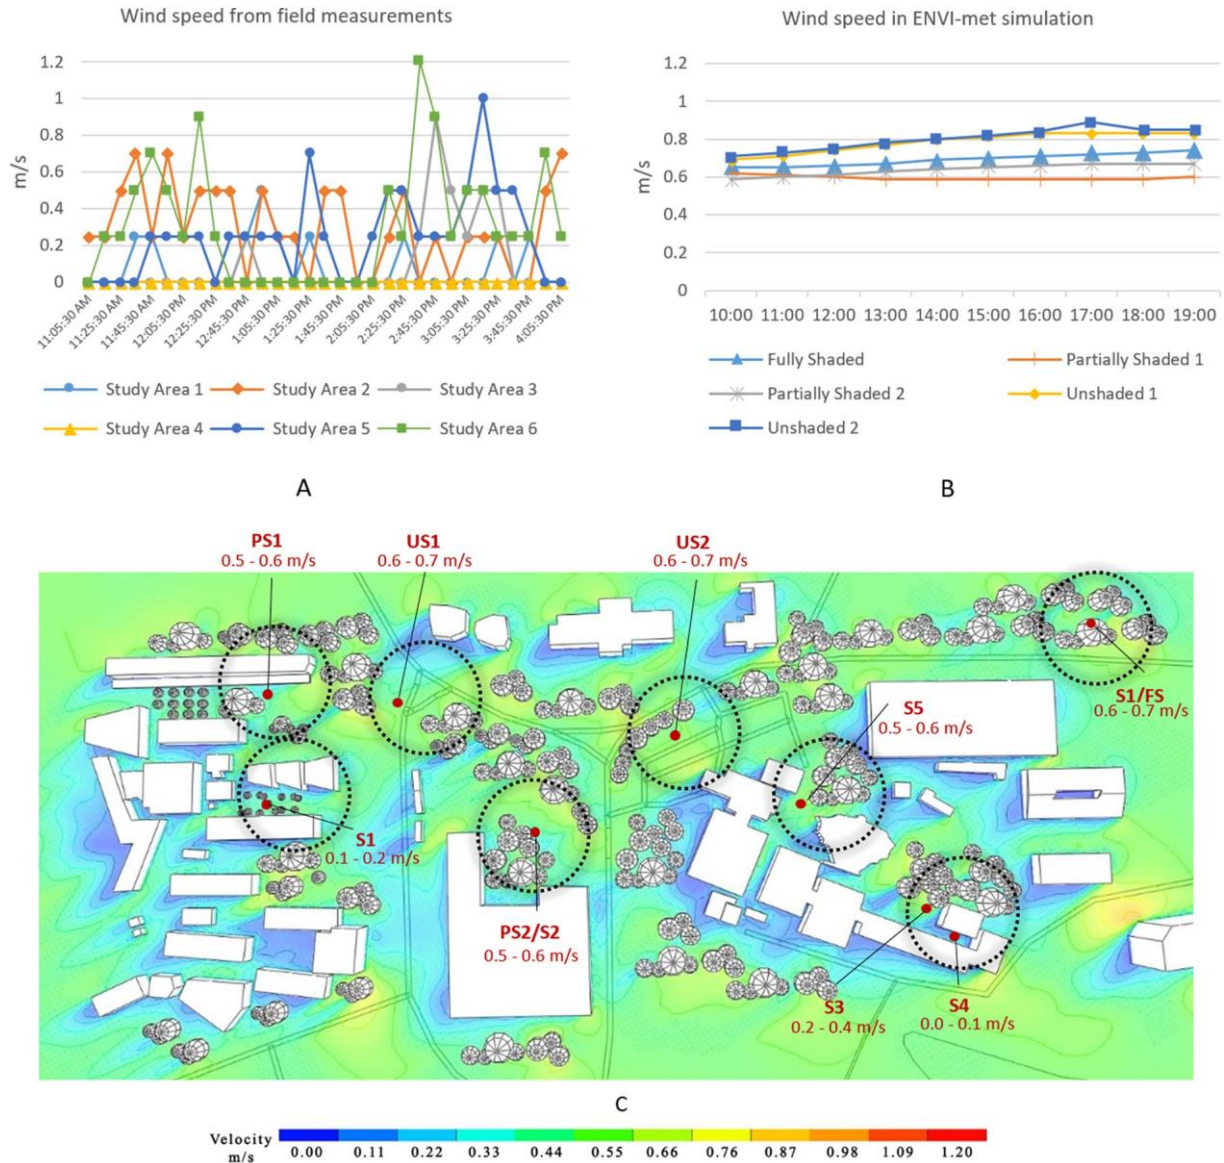 Wind speed from field measurements
1.2
1
0.8
0.6
0.4
0.2
0
m/s
11:05:30 AM
11:25:30 AM
11:45:30 AM
12:05:30 PM
12:25:30 PM
12:45:30 PM
1:05:30 PM
1:25:30 PM
1:45:30 PM
2:05:30 PM
2:25:30 PM
2:45:30 PM
3:05:30 PM
3:25:30 PM
3:45:30 PM
4:05:30 PM
Study Area 1 Study Area 2 Study Area 3
Study Area 4 Study Area 5 Study Area 6
A
Wind speed in ENVI-met simulation
1.2
1
0.8
0.6
0.4
0.2
0
m/s
10:00 11:00 12:00 13:00 14:00 15:00 16:00 17:00 18:00 19:00
Fully Shaded Partially Shaded 1
Partially Shaded 2 Unshaded 1
Unshaded 2
B
PS1
0.5 - 0.6 m/s
US1
0.6 - 0.7 m/s
US2
0.6 - 0.7 m/s
S1/FS
0.6 - 0.7 m/s
S5
0.5 - 0.6 m/s
S1
0.1 - 0.2 m/s
PS2/S2
0.5 - 0.6 m/s
S3
0.2 - 0.4 m/s
S4
0.0 - 0.1 m/s
C
Velocity
m/s
0.00 0.11 0.22 0.33 0.44 0.55 0.66 0.76 0.87 0.98 1.09 1.20